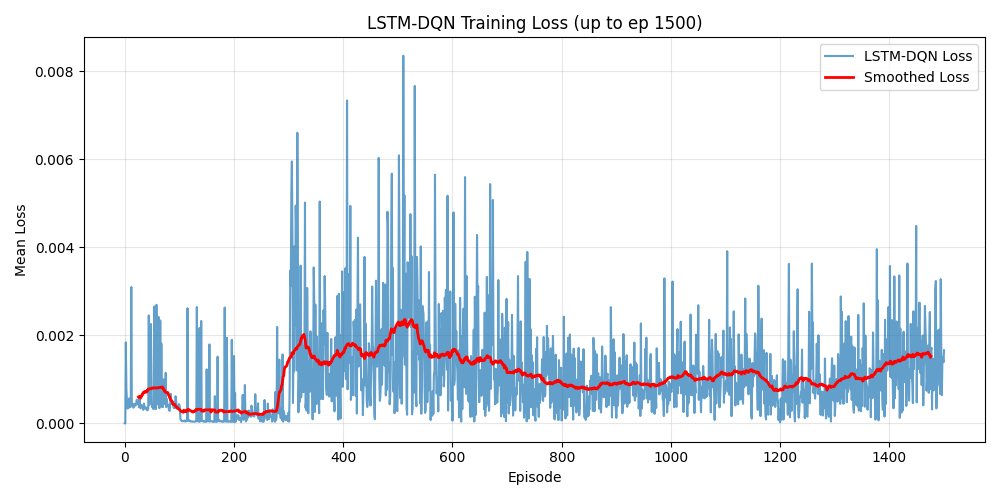 LSTM-DQN Training Loss (up to ep 1500)
LSTM-DQN Loss
Smoothed Loss
Mean Loss
0.008
0.006
0.004
0.002
0.000
0 200 400 600 800 1000 1200 1400
Episode